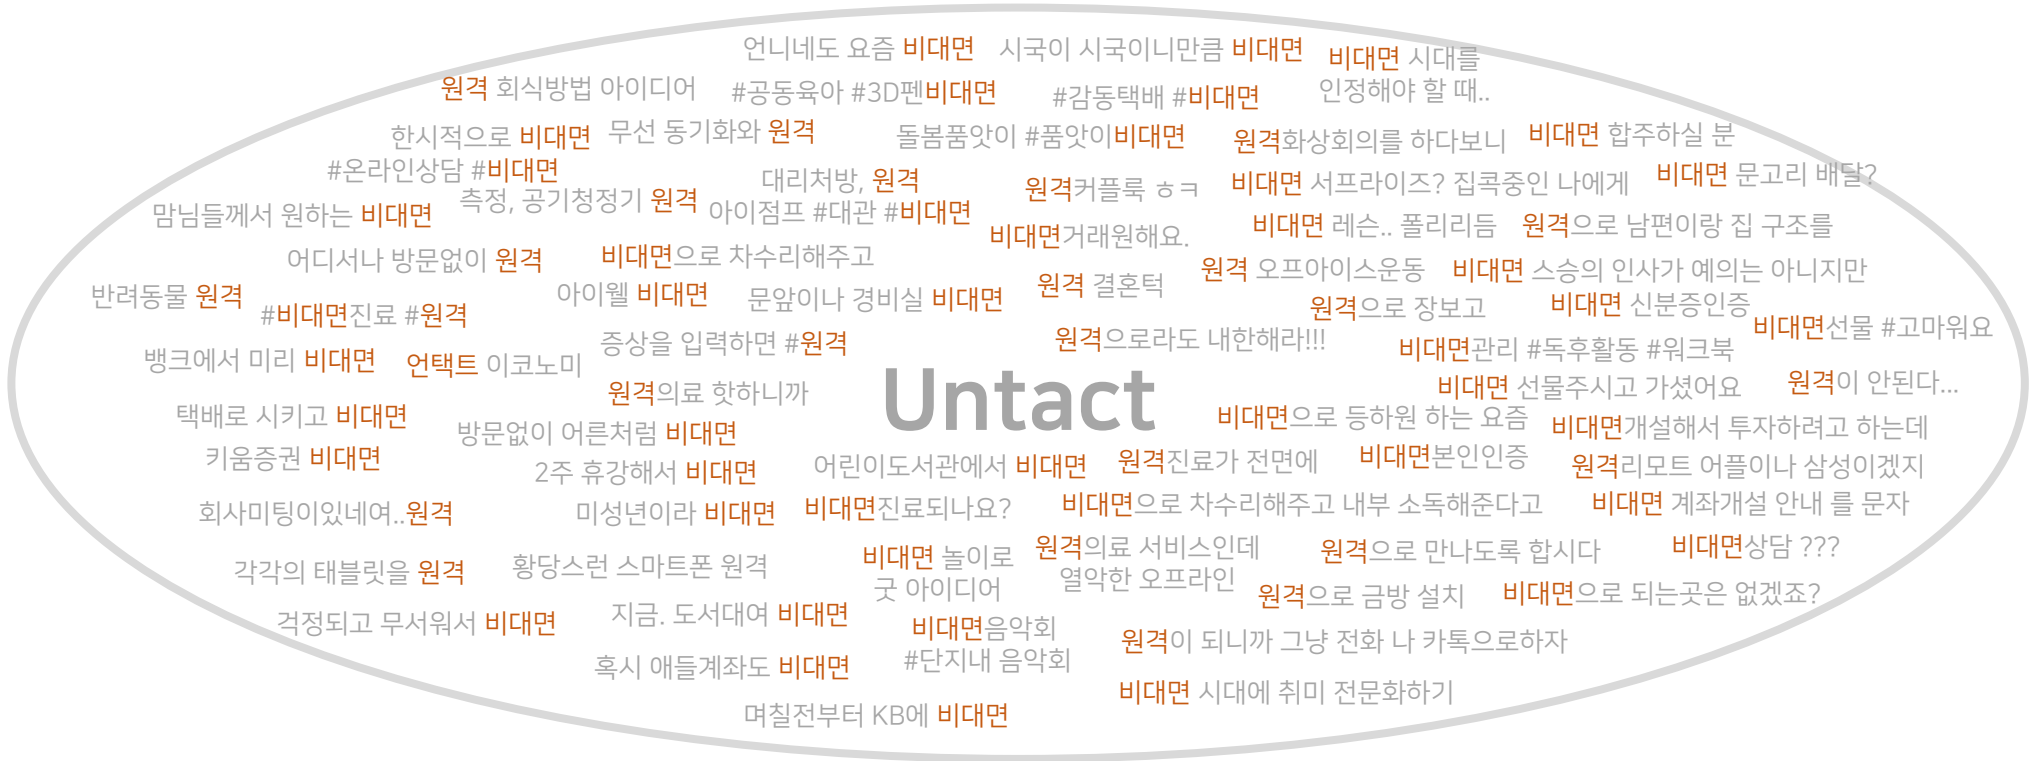 언니네도 요즘 비대면
시국이 시국이니만큼 비대면
비대면 시대를
인정해야 할 때..
원격 회식방법 아이디어
#공동육아 #3D펜비대면
#감동택배 #비대면
한시적으로 비대면
무선 동기화와 원격
돌봄품앗이 #품앗이비대면
원격화상회의를 하다보니
비대면 합주하실 분
#온라인상담 #비대면
대리처방, 원격
원격커플룩 ㅎㅋ
비대면 서프라이즈? 집콕중인 나에게
비대면 문고리 배달?
측정, 공기청정기 원격
맘님들께서 원하는 비대면
아이점프 #대관 #비대면
비대면거래원해요.
비대면 레슨.. 폴리리듬
원격으로 남편이랑 집 구조를
어디서나 방문없이 원격
비대면으로 차수리해주고
원격 오프아이스운동
비대면 스승의 인사가 예의는 아니지만
반려동물 원격
아이웰 비대면
문앞이나 경비실 비대면
원격 결혼턱
원격으로 장보고
비대면 신분증인증
#비대면진료 #원격
비대면선물 #고마워요
증상을 입력하면 #원격
원격으로라도 내한해라!!!
비대면관리 #독후활동 #워크북
뱅크에서 미리 비대면
언택트 이코노미
원격의료 핫하니까
Untact
비대면 선물주시고 가셨어요
원격이 안된다...
택배로 시키고 비대면
방문없이 어른처럼 비대면
비대면으로 등하원 하는 요즘
비대면개설해서 투자하려고 하는데
키움증권 비대면
2주 휴강해서 비대면
어린이도서관에서 비대면
원격진료가 전면에
비대면본인인증
원격리모트 어플이나 삼성이겠지
회사미팅이있네여..원격
미성년이라 비대면
비대면진료되나요?
비대면으로 차수리해주고 내부 소독해준다고
비대면 계좌개설 안내 를 문자
각각의 태블릿을 원격
황당스런 스마트폰 원격
비대면 놀이로
굿 아이디어
원격의료 서비스인데
열악한 오프라인
원격으로 만나도록 합시다
비대면상담 ???
원격으로 금방 설치
비대면으로 되는곳은 없겠죠?
걱정되고 무서워서 비대면
지금. 도서대여 비대면
비대면음악회
#단지내 음악회
원격이 되니까 그냥 전화 나 카톡으로하자
혹시 애들계좌도 비대면
비대면 시대에 취미 전문화하기
며칠전부터 KB에 비대면